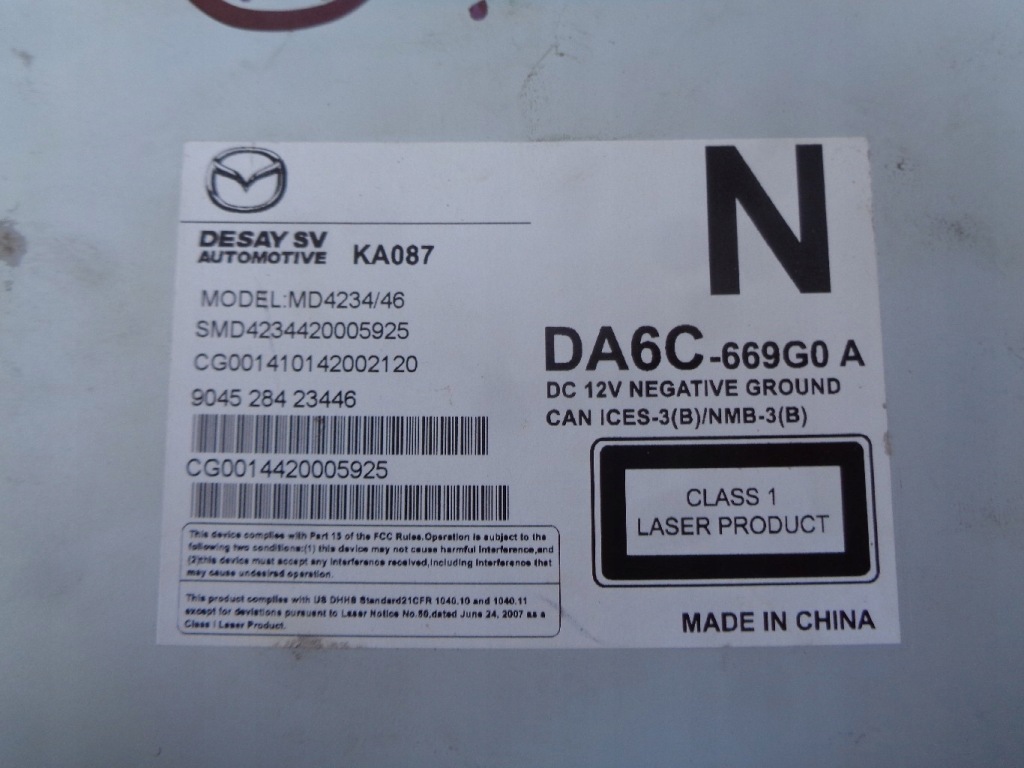 N
DESAY SV
AUTOMOTIVE KA087
MODEL:MD4234/46
SMD4234420005925
CG001410142002120
9045 284 23446
CG0014420005925
DA6C-669G0 A
DC 12V NEGATIVE GROUND
CAN ICES-3(B)/NMB-3(B)
CLASS 1
LASER PRODUCT
This device complies with Part 15 of the FCC Rules.Operation is subject to the
following two conditions:(1) this device may not cause harmful interference,and
(2)this device must accept any interference received,including interference that
may cause undesired operation.
This product complies with US DHHS Standard21CFR 1040.10 and 1040.11
except for deviations pursuant to Laser Notice No.50,dated June 24, 2007 as a
Class I Laser Product.
MADE IN CHINA